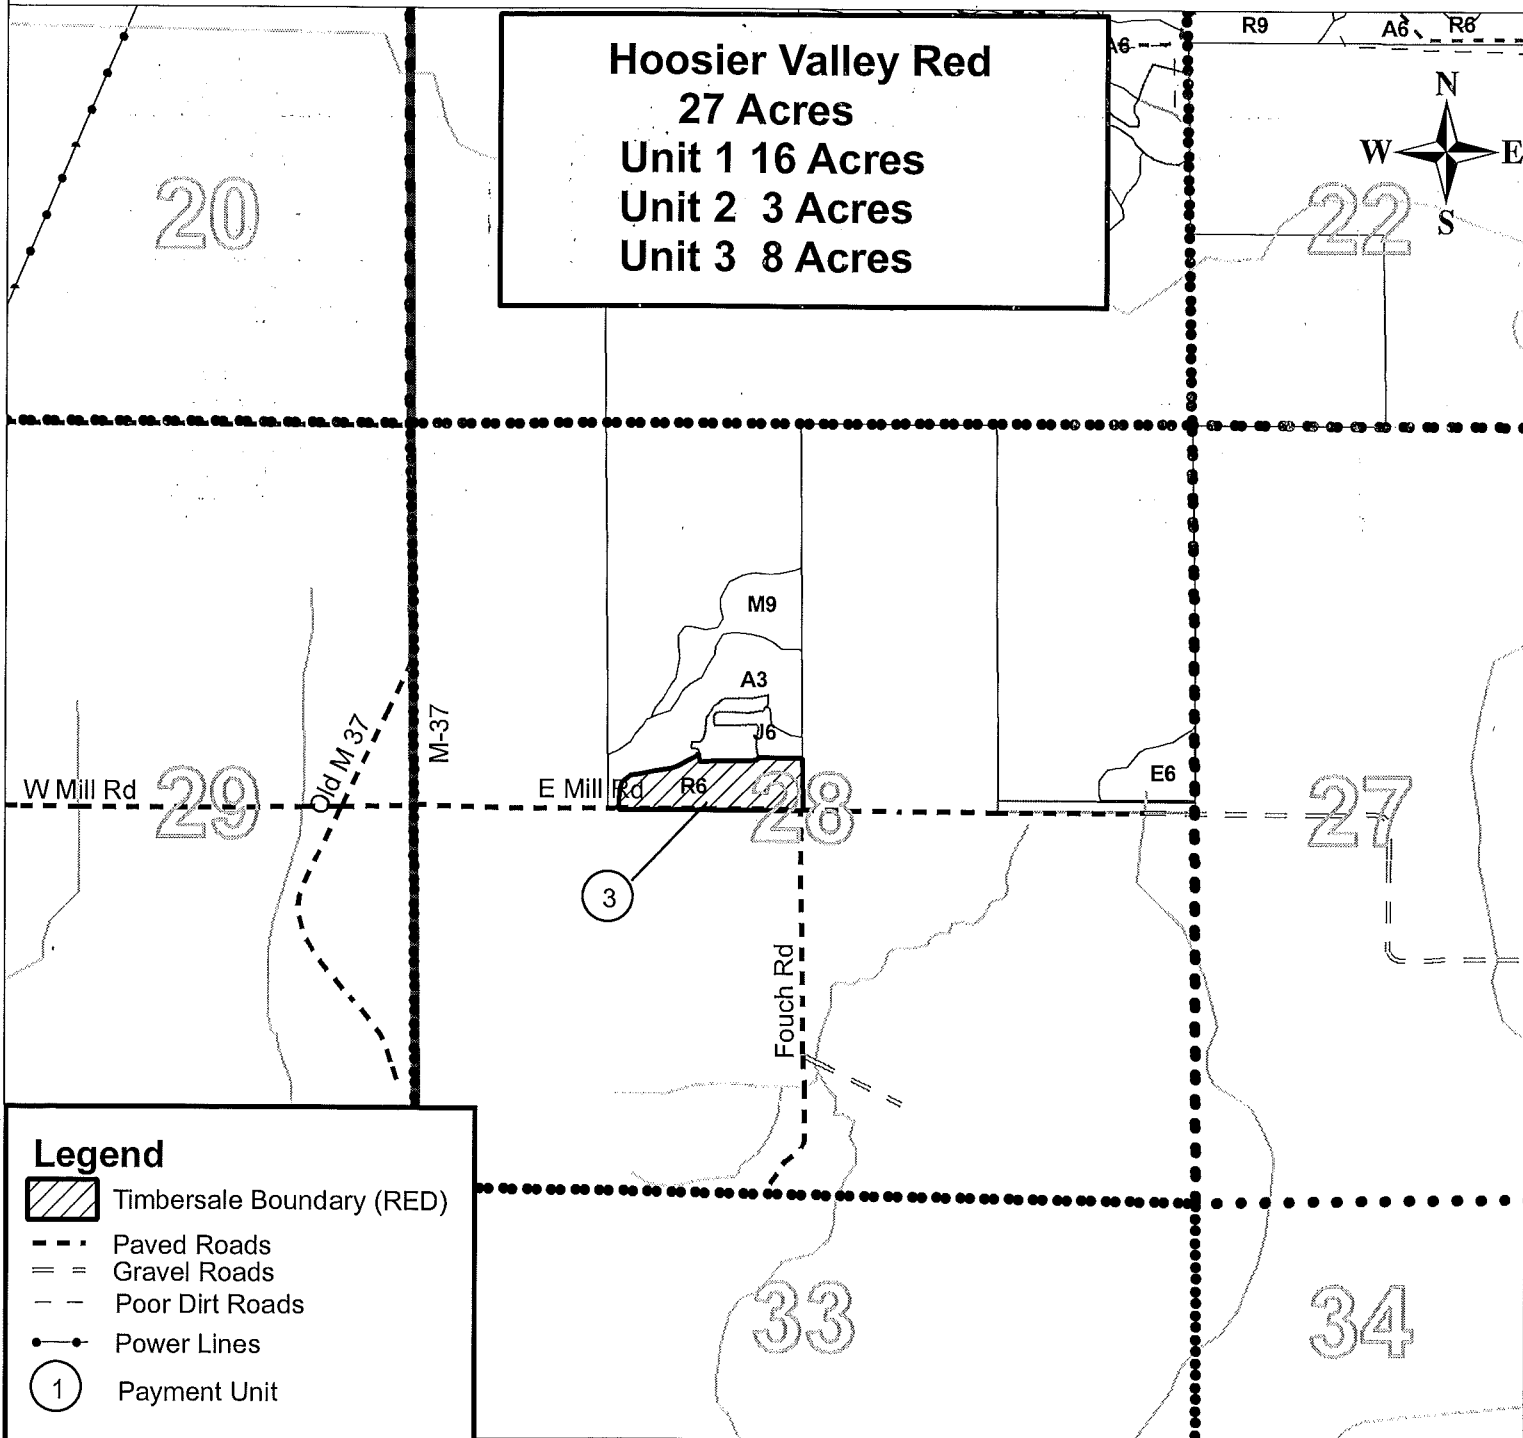 Hoosier Valley Red
27 Acres
Unit 1 16 Acres
Unit 2 3 Acres
Unit 3 8 Acres
A6
R9
A6
R6
N
W
E
S
20
22
M9
A3
J6
R6
E6
Old M 37
M-37
W Mill Rd
E Mill Rd
29
28
27
3
Fouch Rd
33
34
Legend
Timbersale Boundary (RED)
Paved Roads
Gravel Roads
Poor Dirt Roads
Power Lines
1 Payment Unit